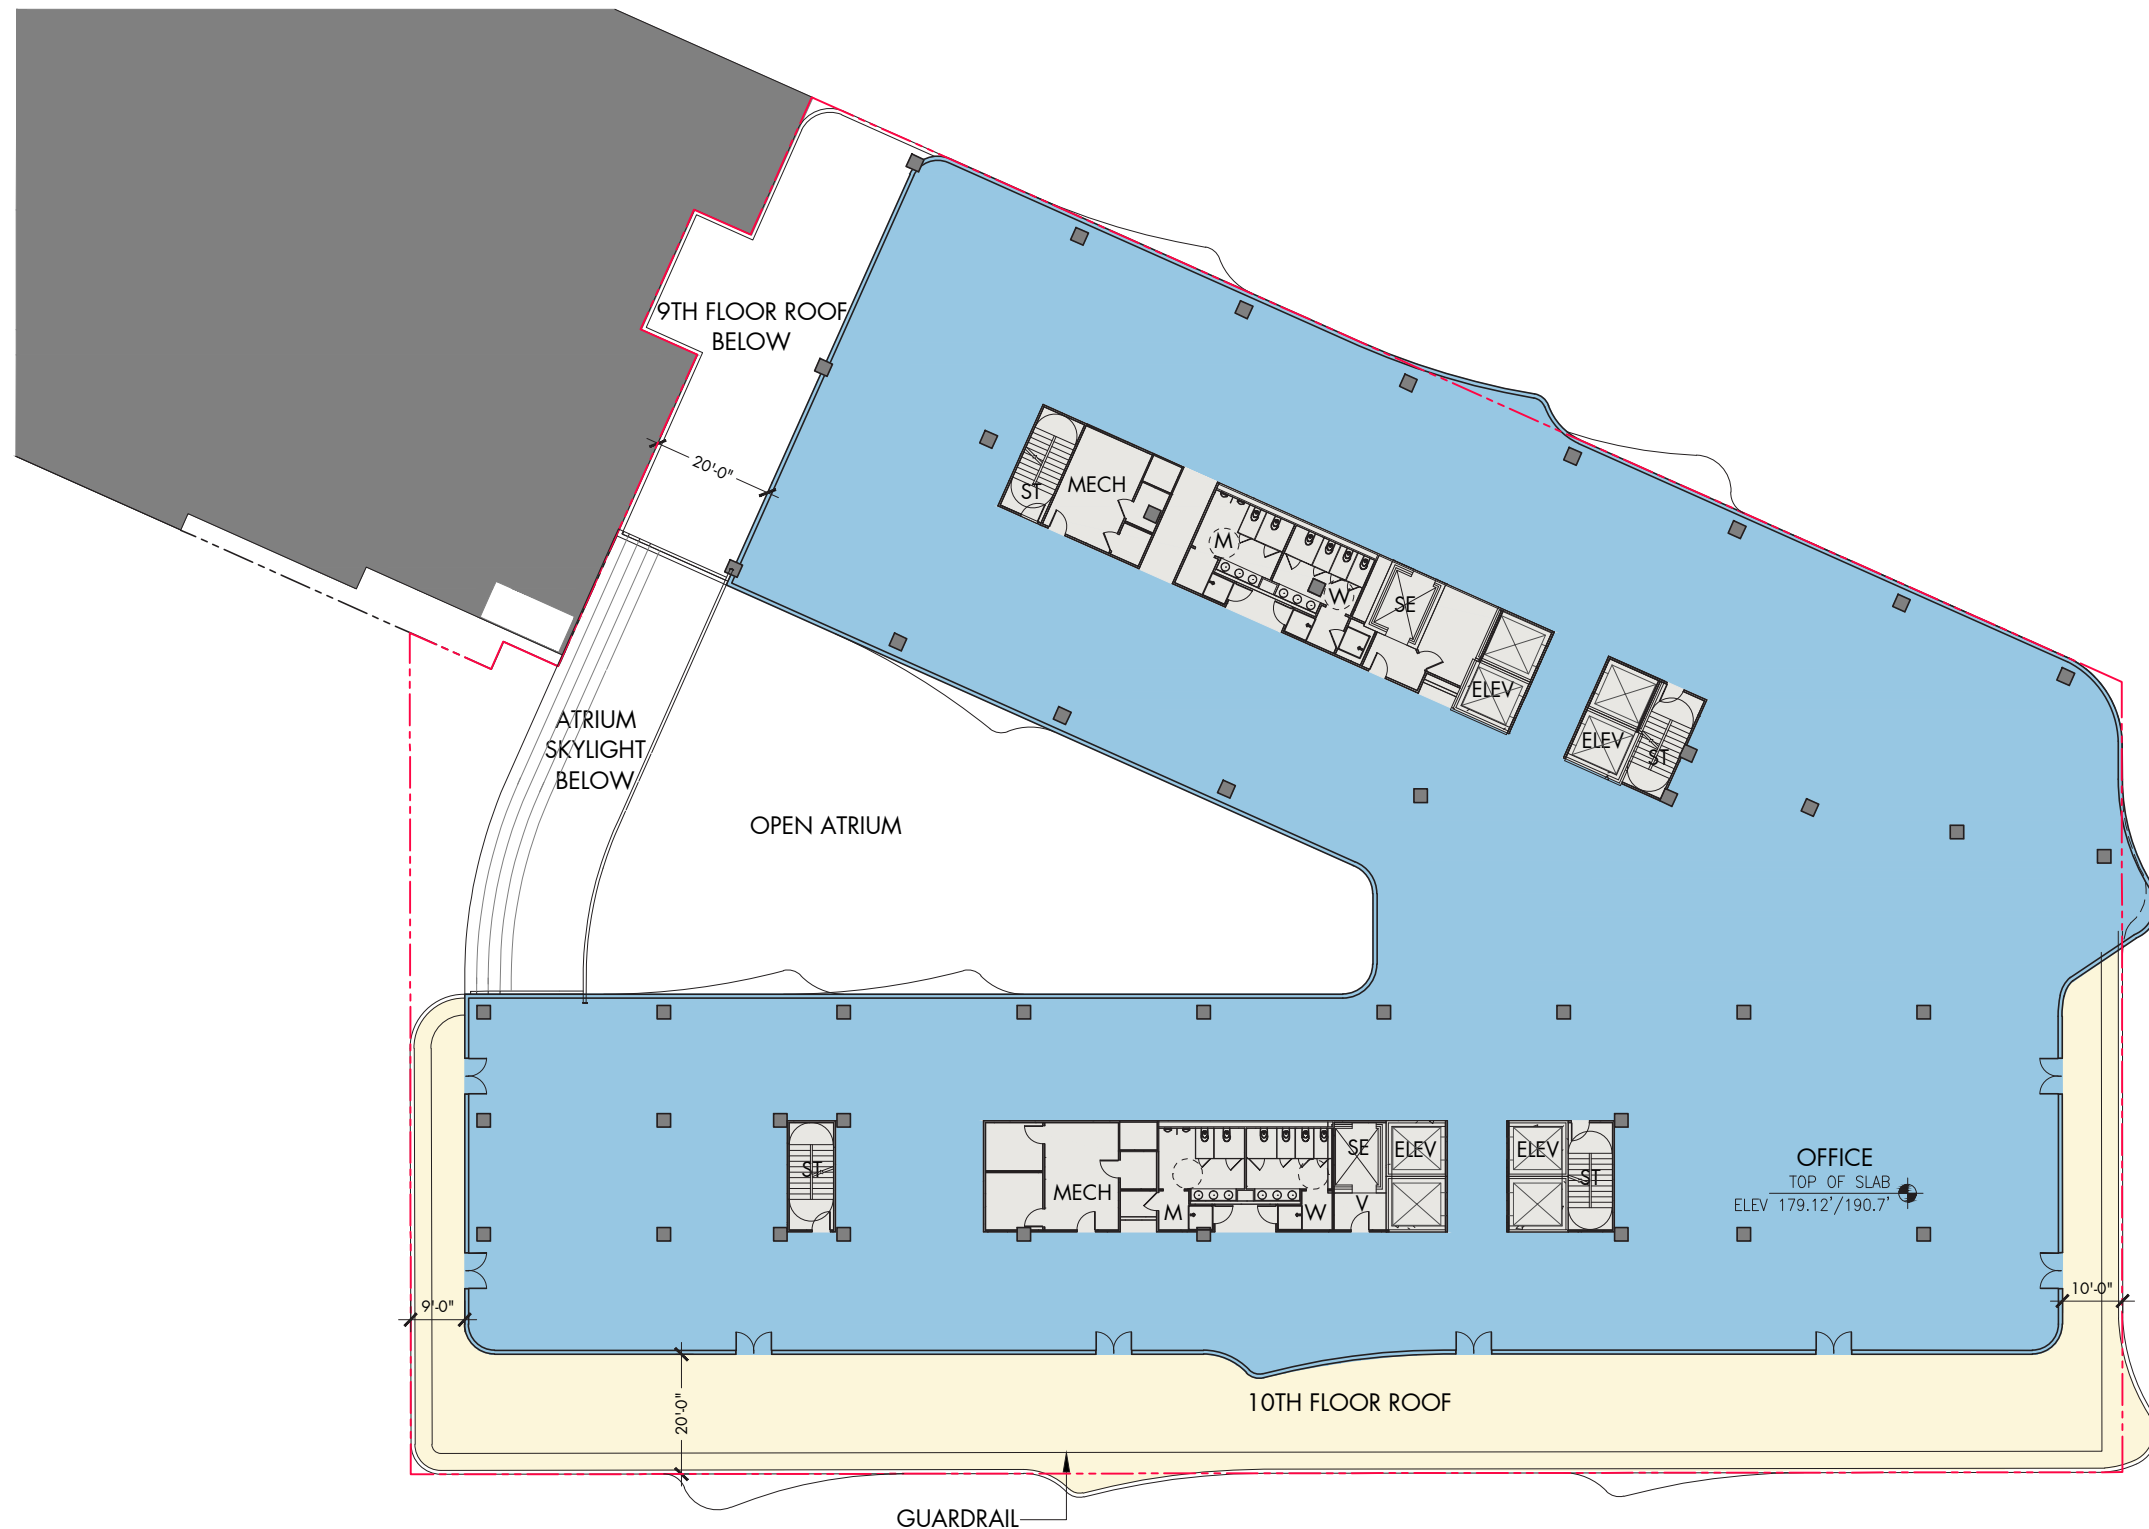 9TH FLOOR ROOF
BELOW
20'-0"
ST
MECH
M
W
SE
ELEV
ELEV
ST
ATRIUM
SKYLIGHT
BELOW
OPEN ATRIUM
ST
MECH
M
W
SE
V
ELEV
ELEV
ST
OFFICE
TOP OF SLAB
ELEV 179.12'/190.7'
9'-0"
10'-0"
20'-0"
10TH FLOOR ROOF
GUARDRAIL